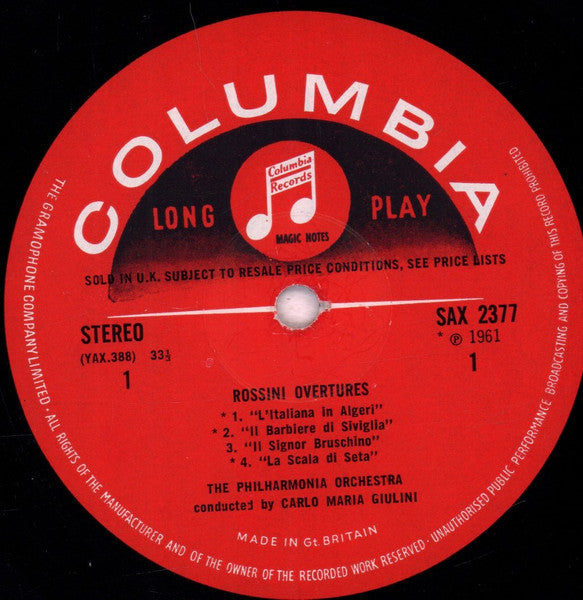 COLUMBIA
Columbia
Records
LONG PLAY
MAGIC NOTES
SOLD IN U.K. SUBJECT TO RESALE PRICE CONDITIONS, SEE PRICE LISTS
STEREO
(YAX.388) 33⅓
1
SAX 2377
* ℗ 1961
1
ROSSINI OVERTURES
* 1. "L'Italiana in Algeri"
* 2. "Il Barbiere di Siviglia"
3. "Il Signor Bruschino"
* 4. "La Scala di Seta"
THE PHILHARMONIA ORCHESTRA
conducted by CARLO MARIA GIULINI
MADE IN Gt. BRITAIN
THE GRAMOPHONE COMPANY LIMITED · ALL RIGHTS OF THE MANUFACTURER AND OF THE OWNER OF THE RECORDED WORK RESERVED · UNAUTHORISED PUBLIC PERFORMANCE BROADCASTING AND COPYING OF THIS RECORD PROHIBITED